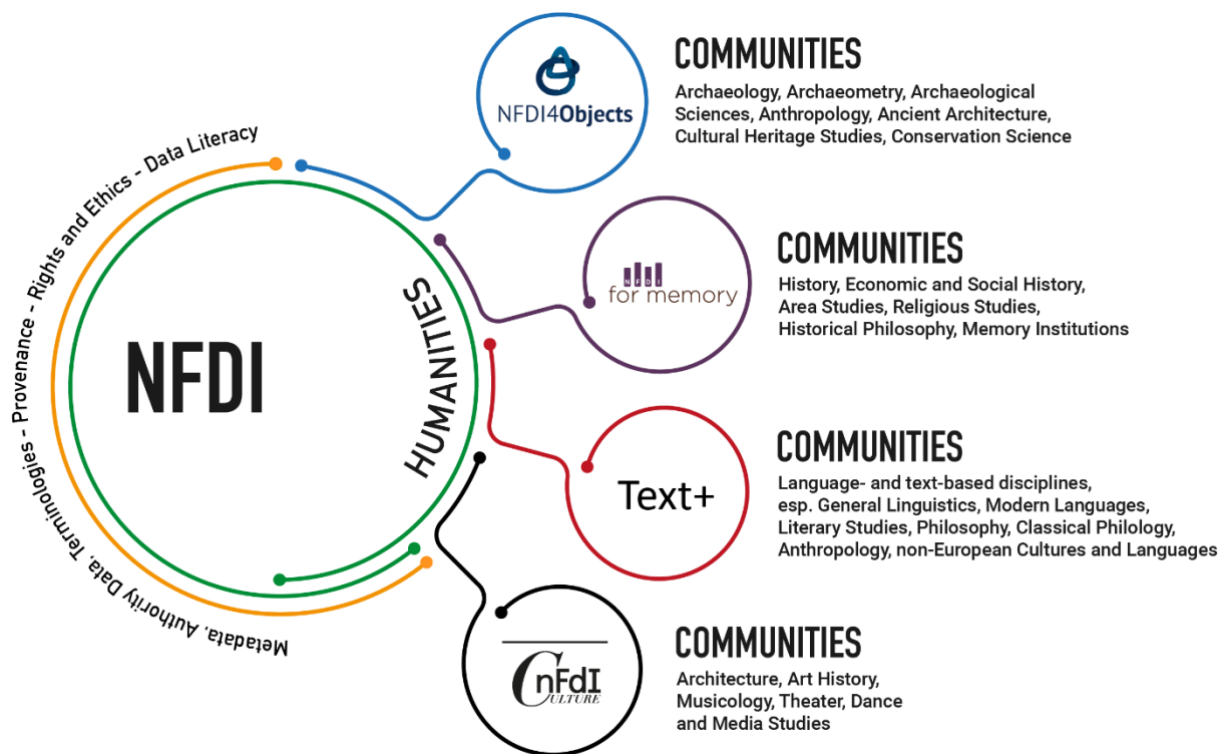 NFDI
HUMANITIES
Metadata, Authority Data, Terminologies - Provenance - Rights and Ethics - Data Literacy
NFDI4Objects
COMMUNITIES
Archaeology, Archaeometry, Archaeological
Sciences, Anthropology, Ancient Architecture,
Cultural Heritage Studies, Conservation Science
NFDI
for memory
COMMUNITIES
History, Economic and Social History,
Area Studies, Religious Studies,
Historical Philosophy, Memory Institutions
Text+
COMMUNITIES
Language- and text-based disciplines,
esp. General Linguistics, Modern Languages,
Literary Studies, Philosophy, Classical Philology,
Anthropology, non-European Cultures and Languages
nFdI
CULTURE
COMMUNITIES
Architecture, Art History,
Musicology, Theater, Dance
and Media Studies